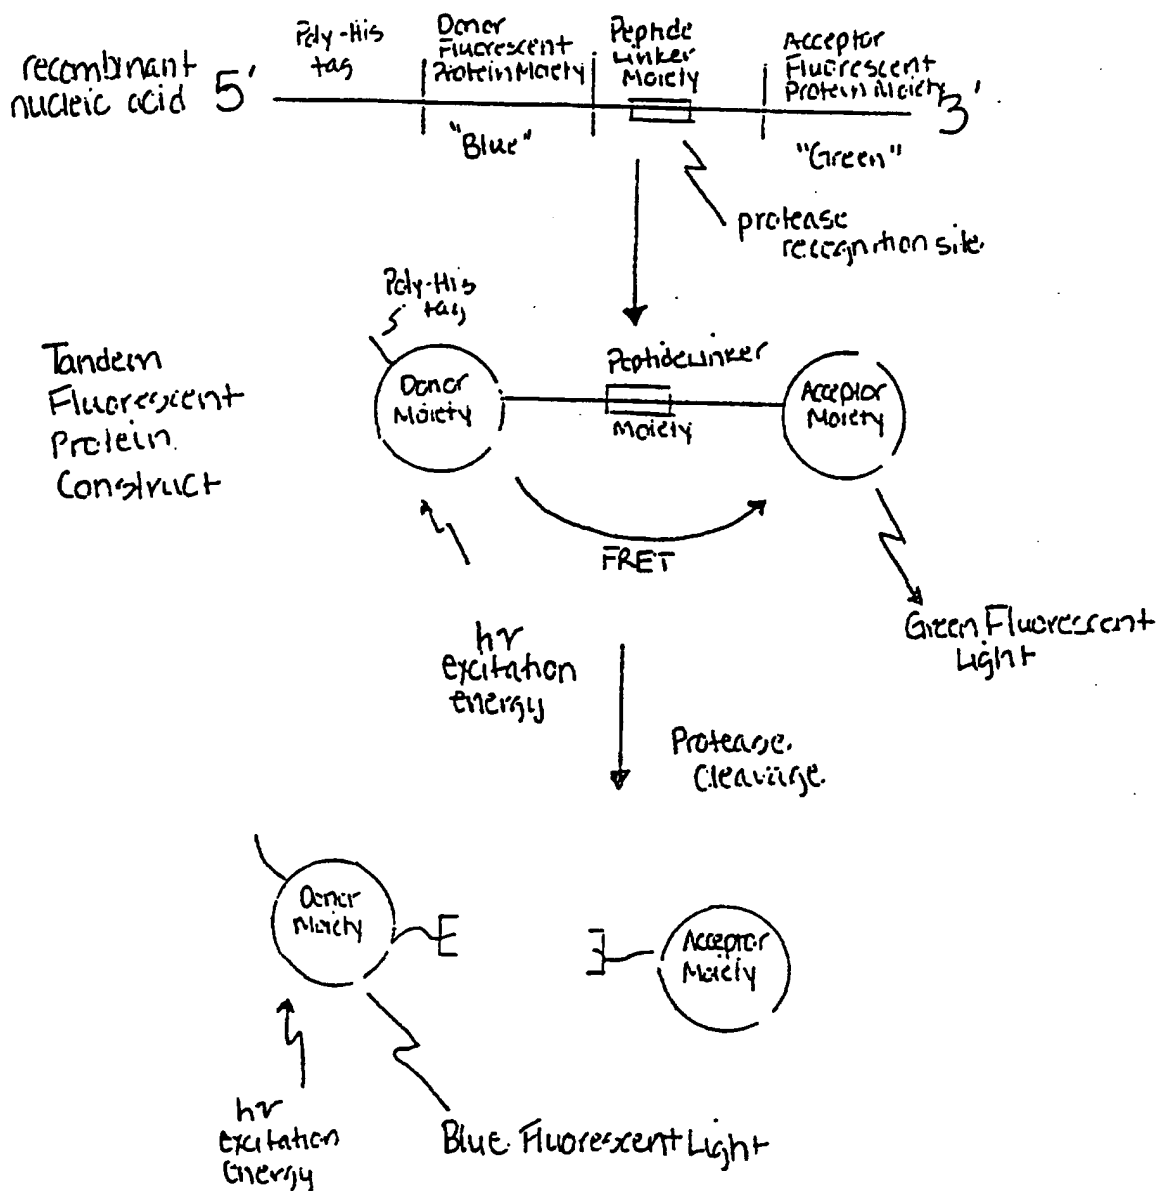 recombinant
nucleic acid
5'
Poly-His
tag
Donor
Fluorescent
Protein Moiety
Peptide
Linker
Moiety
Acceptor
Fluorescent
Protein Moiety
3'
"Blue"
"Green"
protease
recognition site.
Tandem
Fluorescent
Protein
Construct
Poly-His
tag
Donor
Moiety
Peptide Linker
Moiety
Acceptor
Moiety
FRET
hν
excitation
energy
Green Fluorescent
Light
Protease
Cleavage
Donor
Moiety
Acceptor
Moiety
hν
excitation
energy
Blue Fluorescent Light